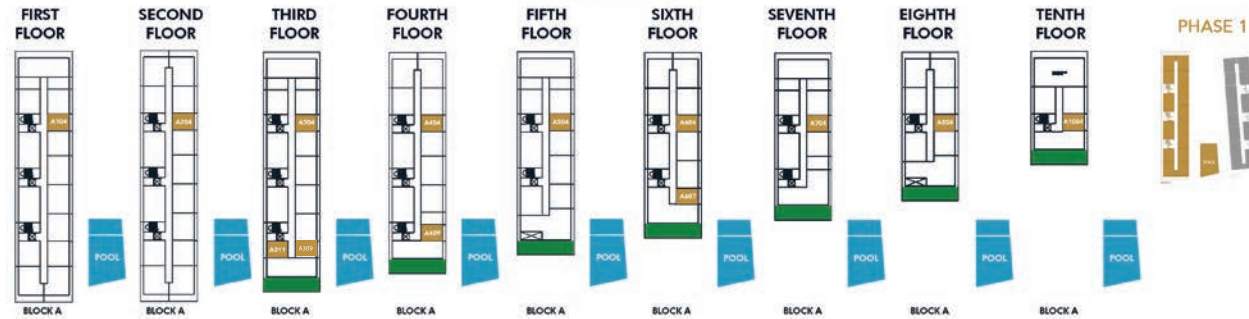 FIRST FLOOR
SECOND FLOOR
THIRD FLOOR
FOURTH FLOOR
FIFTH FLOOR
SIXTH FLOOR
SEVENTH FLOOR
EIGHTH FLOOR
TENTH FLOOR
PHASE 1
A104
A204
A304
A404
A504
A604
A704
A804
A1004
A607
A409
A311
A309
POOL
POOL
POOL
POOL
POOL
POOL
POOL
POOL
POOL
BLOCK A
BLOCK A
BLOCK A
BLOCK A
BLOCK A
BLOCK A
BLOCK A
BLOCK A
BLOCK A